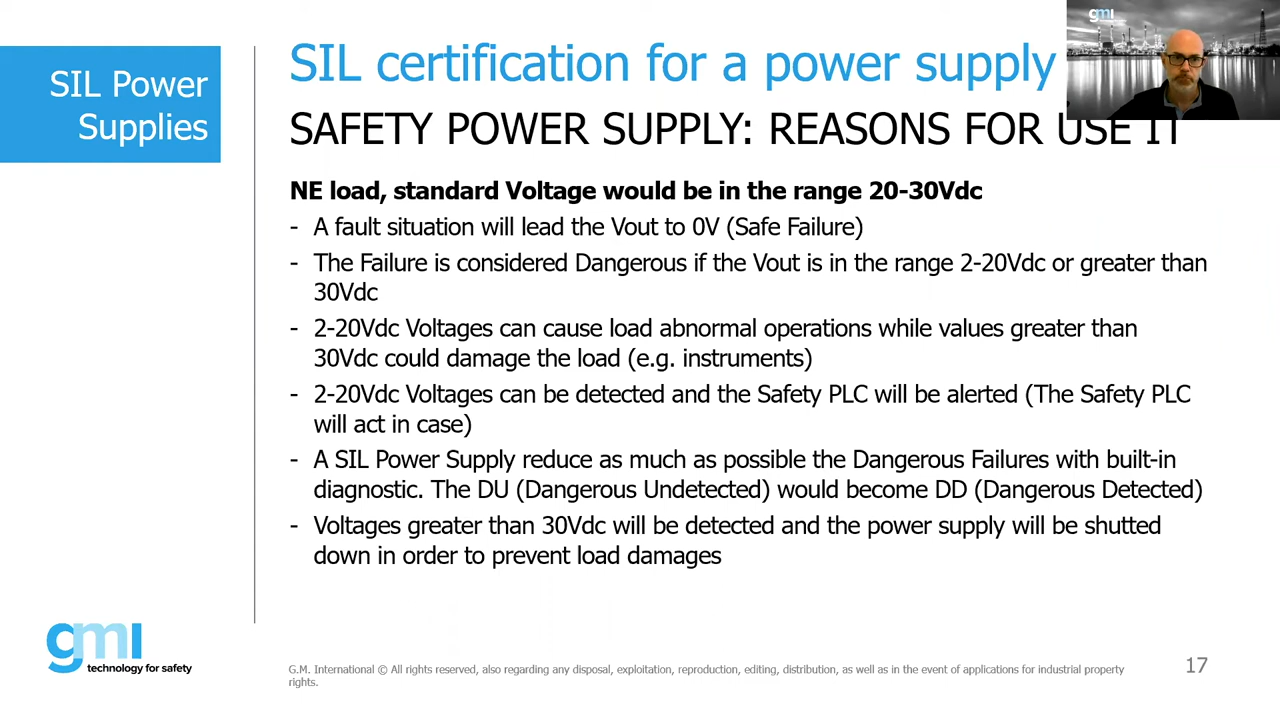 gmi
SIL Power
Supplies
SIL certification for a power supply
SAFETY POWER SUPPLY: REASONS FOR USE IT
NE load, standard Voltage would be in the range 20-30Vdc
- A fault situation will lead the Vout to 0V (Safe Failure)
- The Failure is considered Dangerous if the Vout is in the range 2-20Vdc or greater than
30Vdc
- 2-20Vdc Voltages can cause load abnormal operations while values greater than
30Vdc could damage the load (e.g. instruments)
- 2-20Vdc Voltages can be detected and the Safety PLC will be alerted (The Safety PLC
will act in case)
- A SIL Power Supply reduce as much as possible the Dangerous Failures with built-in
diagnostic. The DU (Dangerous Undetected) would become DD (Dangerous Detected)
- Voltages greater than 30Vdc will be detected and the power supply will be shutted
down in order to prevent load damages
gmi
technology for safety
G.M. International © All rights reserved, also regarding any disposal, exploitation, reproduction, editing, distribution, as well as in the event of applications for industrial property
rights.
17